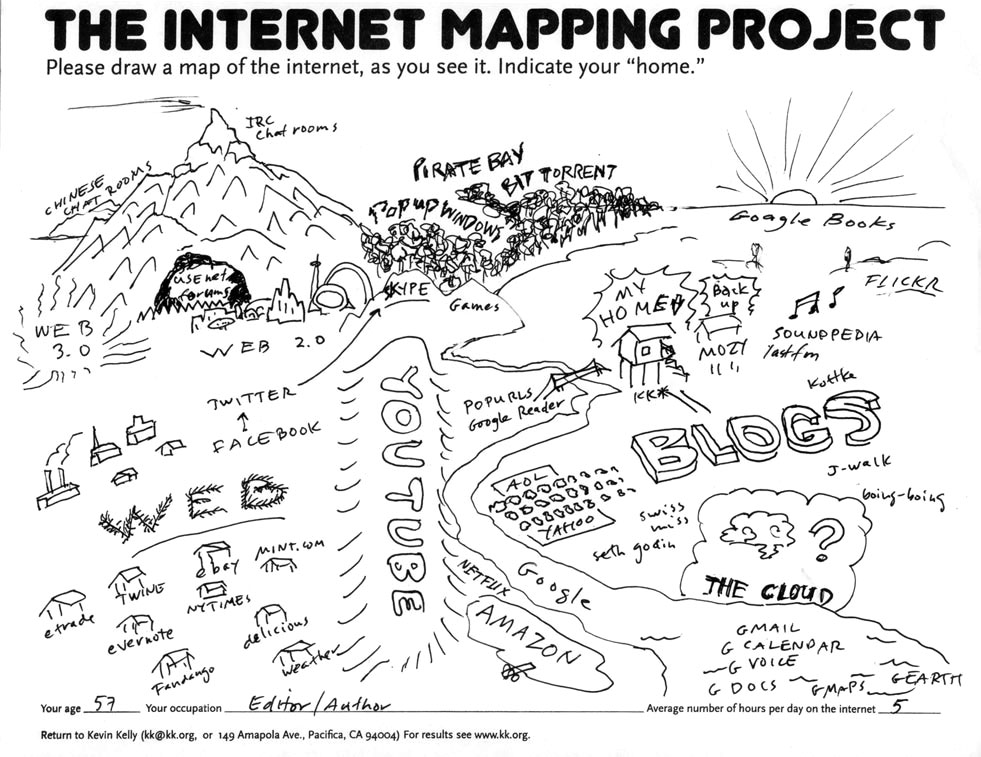 THE INTERNET MAPPING PROJECT
Please draw a map of the internet, as you see it. Indicate your “home.”
IRC
Chat rooms
CHINESE
CHAT ROOMS
PIRATE BAY
BIT TORRENT
POP UP WINDOWS
Google Books
usenet
forums
SKYPE
Games
MY
HOME
Back
up
MOZY
FLICKR
SOUNDPEDIA
last fm
WEB
3.0
WEB 2.0
TWITTER
FACEBOOK
YOUTUBE
POPURLS
Google Reader
KK*
Kottke
BLOGS
J-walk
boing-boing
AOL
YAHOO
swiss
miss
seth godin
?
THE CLOUD
WEB
ebay
MINT.COM
TWINE
NYTIMES
etrade
evernote
delicious
Fandango
weather
NETFLIX
Google
AMAZON
GMAIL
G CALENDAR
G VOICE
G DOCS
GMAPS
GEARTH
Your age 57 Your occupation Editor/Author Average number of hours per day on the internet 5
Return to Kevin Kelly (kk@kk.org, or 149 Amapola Ave., Pacifica, CA 94004) For results see www.kk.org.